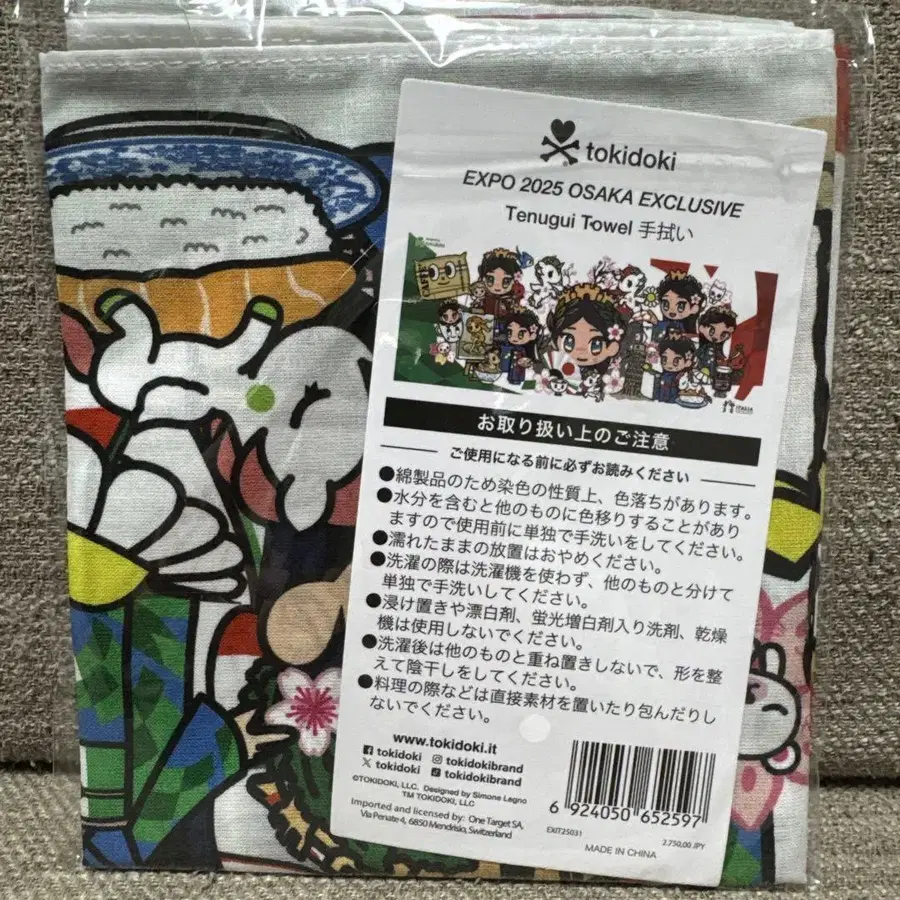 tokidoki
EXPO 2025 OSAKA EXCLUSIVE
Tenugui Towel 手拭い
ITALIA
お取り扱い上のご注意
ご使用になる前に必ずお読みください
●綿製品のため染色の性質上、色落ちがあります。
●水分を含むと他のものに色移りすることがあり
ますので使用前に単独で手洗いをしてください。
●濡れたままの放置はおやめください。
●洗濯の際は洗濯機を使わず、他のものと分けて
単独で手洗いしてください。
●浸け置きや漂白剤、蛍光増白剤入り洗剤、乾燥
機は使用しないでください。
●洗濯後は他のものと重ね置きしないで、形を整
えて陰干しをしてください。
●料理の際などは直接素材を置いたり包んだりし
ないでください。
www.tokidoki.it
tokidoki tokidokibrand
tokidoki tokidokibrand
©TOKIDOKI, LLC. Designed by Simone Legno
TM TOKIDOKI, LLC
Imported and licensed by: One Target SA,
Via Penate 4, 6850 Mendrisio, Switzerland
6 924050 652597
EXIT25031 2.750,00 JPY
MADE IN CHINA